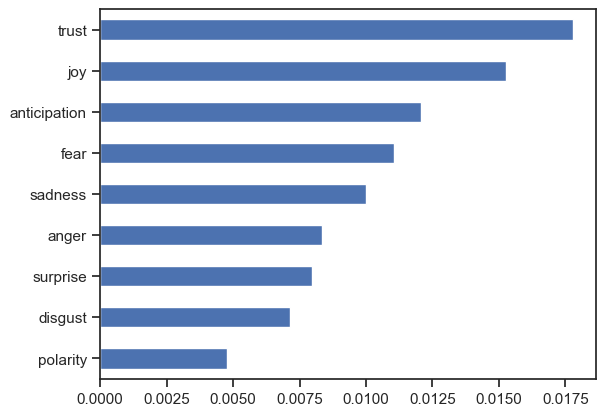 trust
joy
anticipation
fear
sadness
anger
surprise
disgust
polarity
0.0000 0.0025 0.0050 0.0075 0.0100 0.0125 0.0150 0.0175